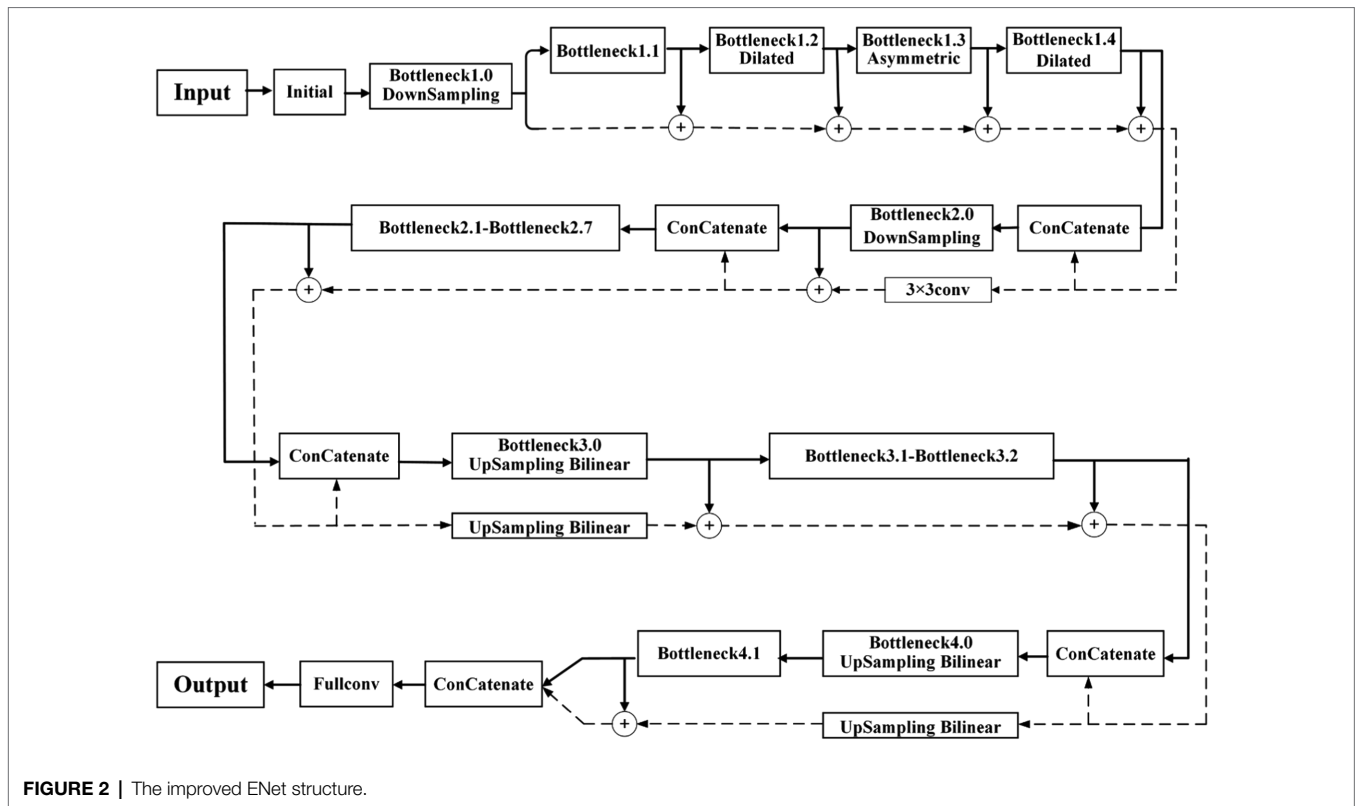 Input
Initial
Bottleneck1.0
DownSampling
Bottleneck1.1
Bottleneck1.2
Dilated
Bottleneck1.3
Asymmetric
Bottleneck1.4
Dilated
+
+
+
+
Bottleneck2.1-Bottleneck2.7
ConCatenate
Bottleneck2.0
DownSampling
ConCatenate
+
+
3×3conv
ConCatenate
Bottleneck3.0
UpSampling Bilinear
Bottleneck3.1-Bottleneck3.2
UpSampling Bilinear
+
+
Output
Fullconv
ConCatenate
Bottleneck4.1
Bottleneck4.0
UpSampling Bilinear
ConCatenate
+
UpSampling Bilinear
FIGURE 2 | The improved ENet structure.